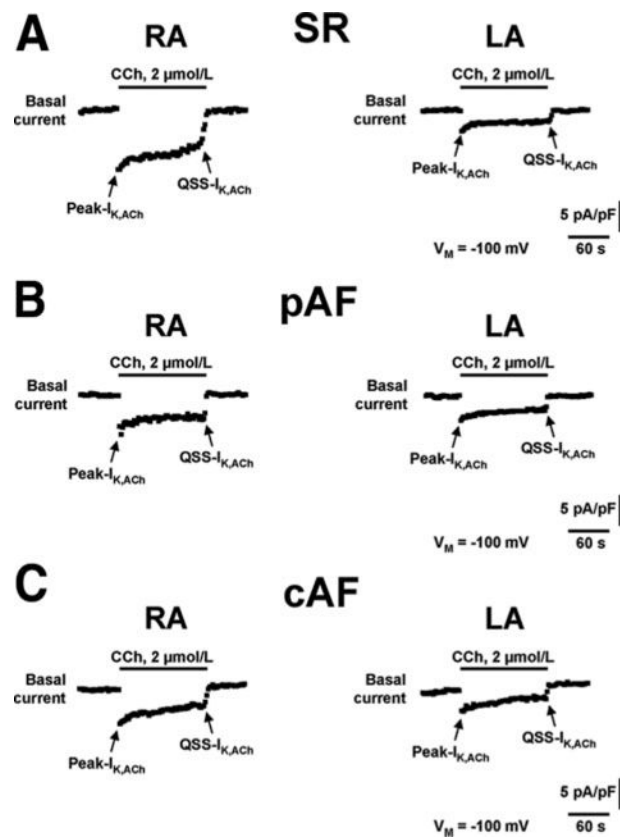 A
RA
SR
LA
CCh, 2 µmol/L
CCh, 2 µmol/L
Basal
current
Basal
current
Peak-I_K,ACh
QSS-I_K,ACh
Peak-I_K,ACh
QSS-I_K,ACh
5 pA/pF
V_M = -100 mV
60 s
B
RA
pAF
LA
CCh, 2 µmol/L
CCh, 2 µmol/L
Basal
current
Basal
current
Peak-I_K,ACh
QSS-I_K,ACh
Peak-I_K,ACh
QSS-I_K,ACh
5 pA/pF
V_M = -100 mV
60 s
C
RA
cAF
LA
CCh, 2 µmol/L
CCh, 2 µmol/L
Basal
current
Basal
current
Peak-I_K,ACh
QSS-I_K,ACh
Peak-I_K,ACh
QSS-I_K,ACh
5 pA/pF
V_M = -100 mV
60 s